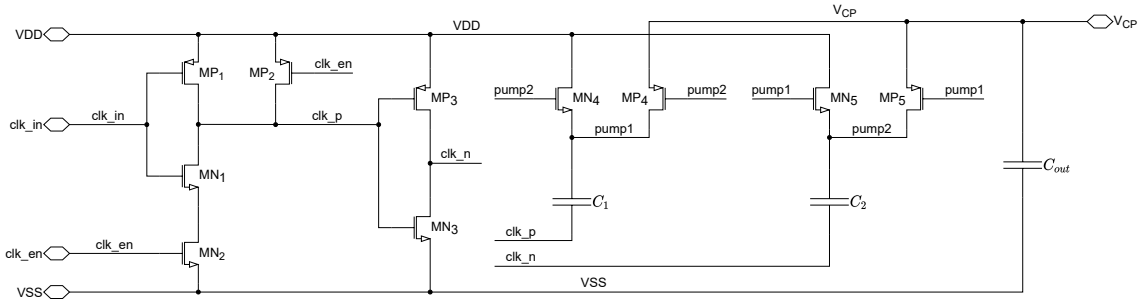 V_CP
VDD
VDD
V_CP
MP₁
MP₂
clk_en
MP₃
pump2
MN₄
MP₄
pump2
pump1
MN₅
MP₅
pump1
clk_in
clk_in
clk_p
pump1
pump2
clk_n
MN₁
C_out
C₁
C₂
MN₃
clk_p
clk_en
clk_en
MN₂
clk_n
VSS
VSS